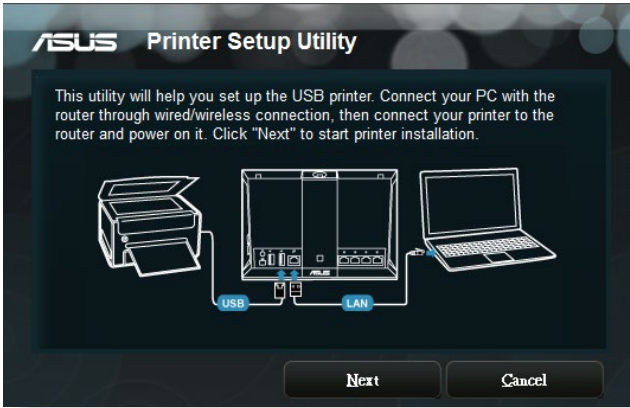 ASUS Printer Setup Utility
This utility will help you set up the USB printer. Connect your PC with the
router through wired/wireless connection, then connect your printer to the
router and power on it. Click "Next" to start printer installation.
ASUS
USB
LAN
Next
Cancel